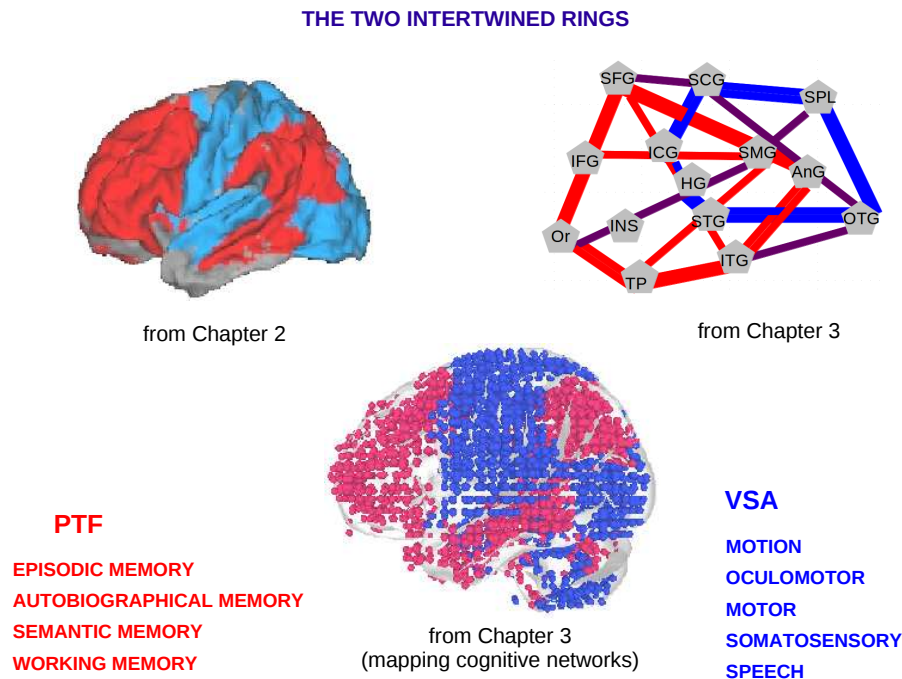 THE TWO INTERTWINED RINGS
SFG
SCG
SPL
IFG
ICG
SMG
AnG
HG
INS
STG
OTG
Or
ITG
TP
from Chapter 2
from Chapter 3
PTF
EPISODIC MEMORY
AUTOBIOGRAPHICAL MEMORY
SEMANTIC MEMORY
WORKING MEMORY
from Chapter 3
(mapping cognitive networks)
VSA
MOTION
OCULOMOTOR
MOTOR
SOMATOSENSORY
SPEECH